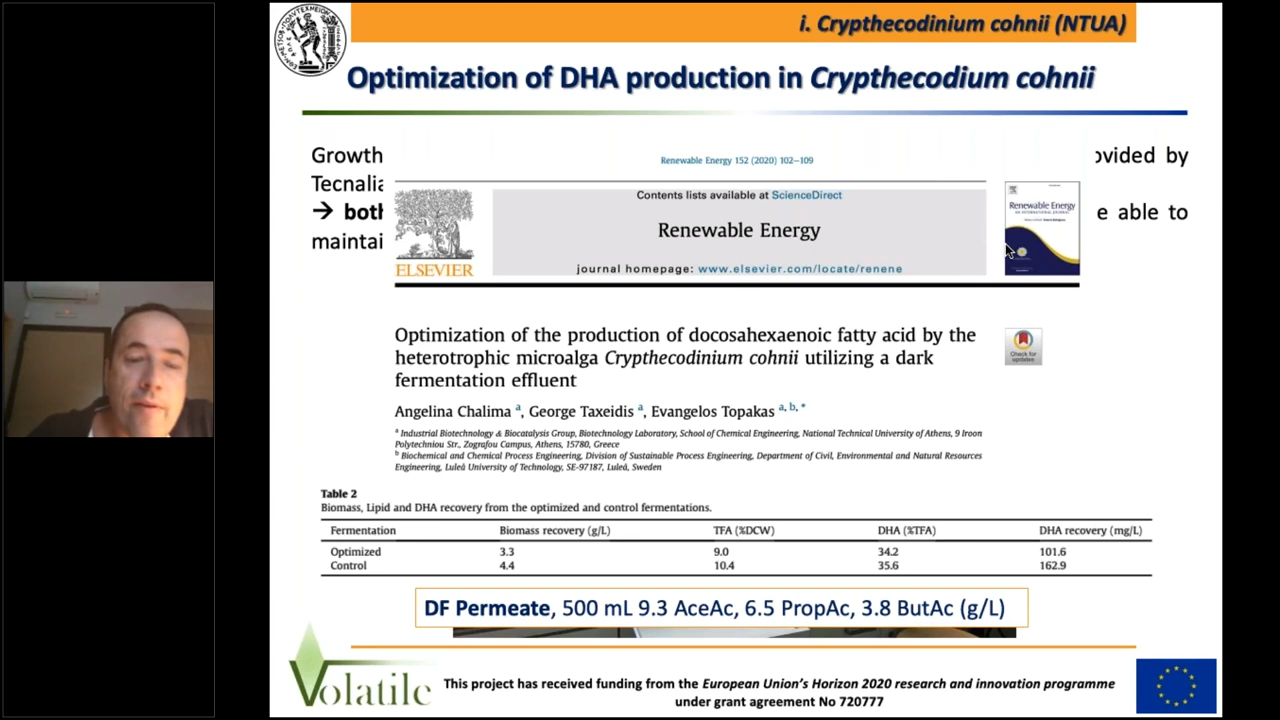 i. Crypthecodinium cohnii (NTUA)
Optimization of DHA production in Crypthecodium cohnii
Growth
ovided by
Tecnalia
→ both
e able to
maintai
Renewable Energy 152 (2020) 102–109
Contents lists available at ScienceDirect
Renewable Energy
journal homepage: www.elsevier.com/locate/renene
ELSEVIER
Renewable Energy
Optimization of the production of docosahexaenoic fatty acid by the
heterotrophic microalga Crypthecodinium cohnii utilizing a dark
fermentation effluent
Check for
updates
Angelina Chalima a, George Taxeidis a, Evangelos Topakas a, b, *
a Industrial Biotechnology & Biocatalysis Group, Biotechnology Laboratory, School of Chemical Engineering, National Technical University of Athens, 9 Iroon
Polytechniou Str., Zografou Campus, Athens, 15780, Greece
b Biochemical and Chemical Process Engineering, Division of Sustainable Process Engineering, Department of Civil, Environmental and Natural Resources
Engineering, Luleå University of Technology, SE-97187, Luleå, Sweden
Table 2
Biomass, Lipid and DHA recovery from the optimized and control fermentations.
Fermentation Biomass recovery (g/L) TFA (%DCW) DHA (%TFA) DHA recovery (mg/L)
Optimized 3.3 9.0 34.2 101.6
Control 4.4 10.4 35.6 162.9
DF Permeate, 500 mL 9.3 AceAc, 6.5 PropAc, 3.8 ButAc (g/L)
Volatile
This project has received funding from the European Union's Horizon 2020 research and innovation programme
under grant agreement No 720777